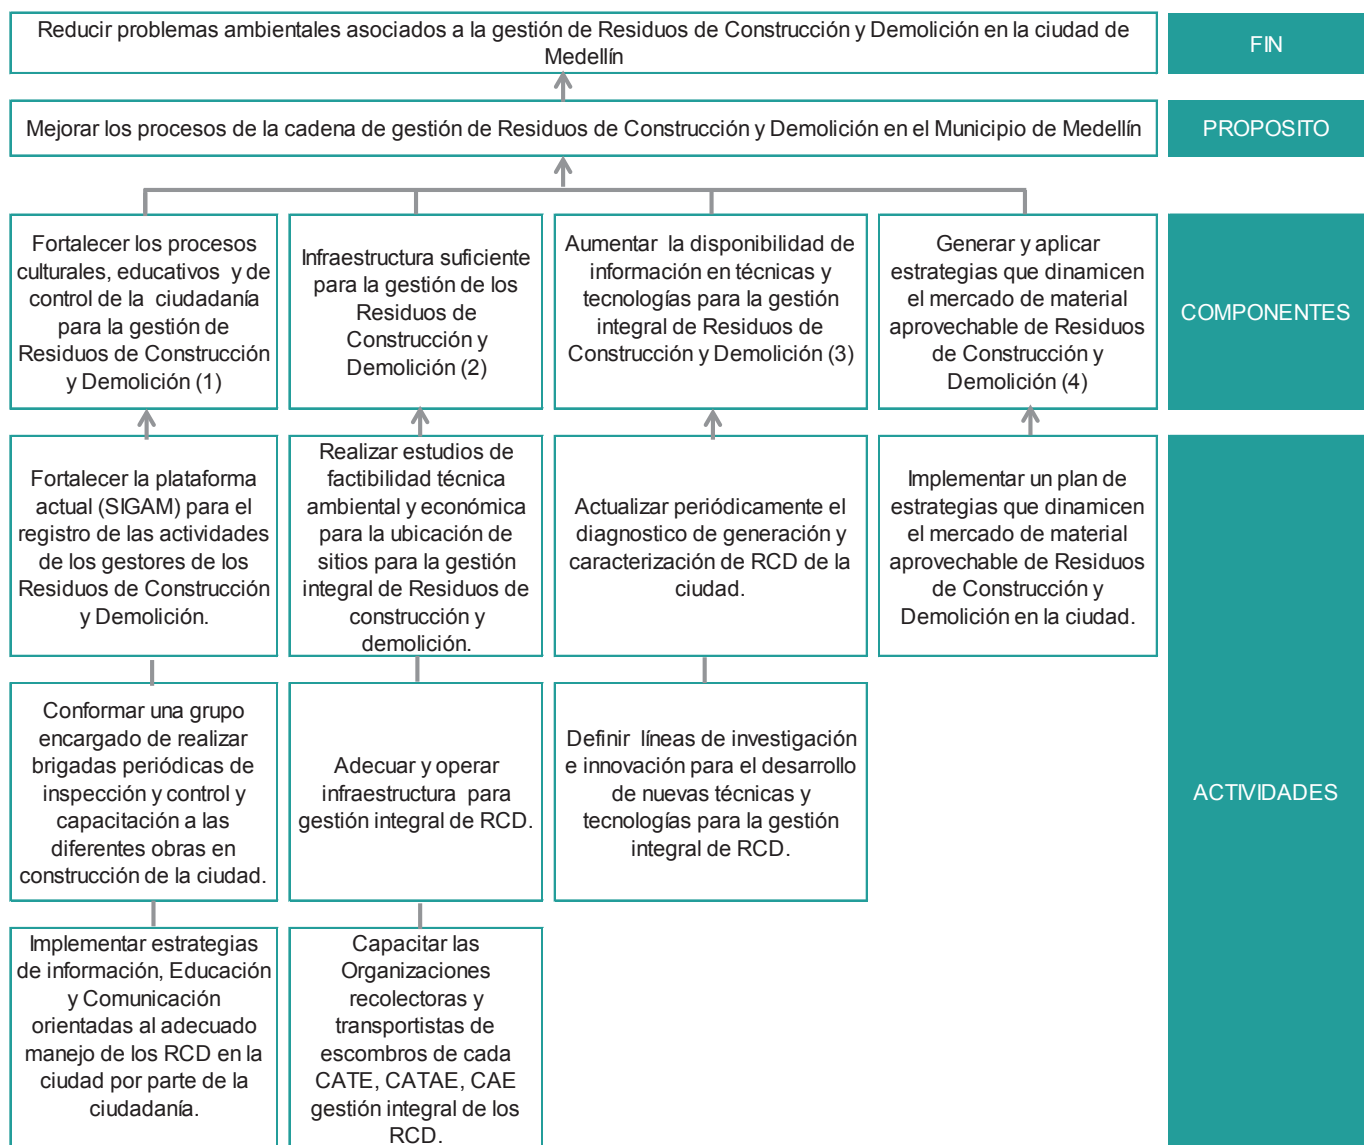 Reducir problemas ambientales asociados a la gestión de Residuos de Construcción y Demolición en la ciudad de
Medellín
FIN
Mejorar los procesos de la cadena de gestión de Residuos de Construcción y Demolición en el Municipio de Medellín
PROPOSITO
Fortalecer los procesos
culturales, educativos y de
control de la ciudadanía
para la gestión de
Residuos de Construcción
y Demolición (1)
Infraestructura suficiente
para la gestión de los
Residuos de
Construcción y
Demolición (2)
Aumentar la disponibilidad de
información en técnicas y
tecnologías para la gestión
integral de Residuos de
Construcción y Demolición (3)
Generar y aplicar
estrategias que dinamicen
el mercado de material
aprovechable de Residuos
de Construcción y
Demolición (4)
COMPONENTES
Fortalecer la plataforma
actual (SIGAM) para el
registro de las actividades
de los gestores de los
Residuos de Construcción
y Demolición.
Realizar estudios de
factibilidad técnica
ambiental y económica
para la ubicación de
sitios para la gestión
integral de Residuos de
construcción y
demolición.
Actualizar periódicamente el
diagnostico de generación y
caracterización de RCD de la
ciudad.
Implementar un plan de
estrategias que dinamicen
el mercado de material
aprovechable de Residuos
de Construcción y
Demolición en la ciudad.
Conformar una grupo
encargado de realizar
brigadas periódicas de
inspección y control y
capacitación a las
diferentes obras en
construcción de la ciudad.
Adecuar y operar
infraestructura para
gestión integral de RCD.
Definir líneas de investigación
e innovación para el desarrollo
de nuevas técnicas y
tecnologías para la gestión
integral de RCD.
ACTIVIDADES
Implementar estrategias
de información, Educación
y Comunicación
orientadas al adecuado
manejo de los RCD en la
ciudad por parte de la
ciudadanía.
Capacitar las
Organizaciones
recolectoras y
transportistas de
escombros de cada
CATE, CATAE, CAE
gestión integral de los
RCD.